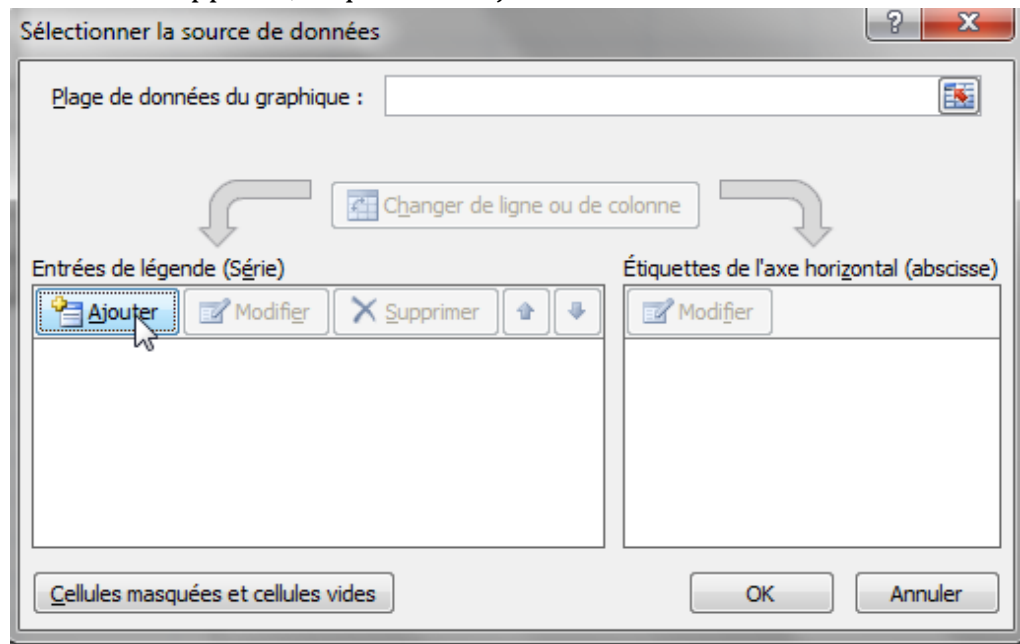 Sélectionner la source de données
Plage de données du graphique :
Changer de ligne ou de colonne
Entrées de légende (Série)
Étiquettes de l'axe horizontal (abscisse)
Ajouter Modifier Supprimer
Modifier
Cellules masquées et cellules vides
OK Annuler